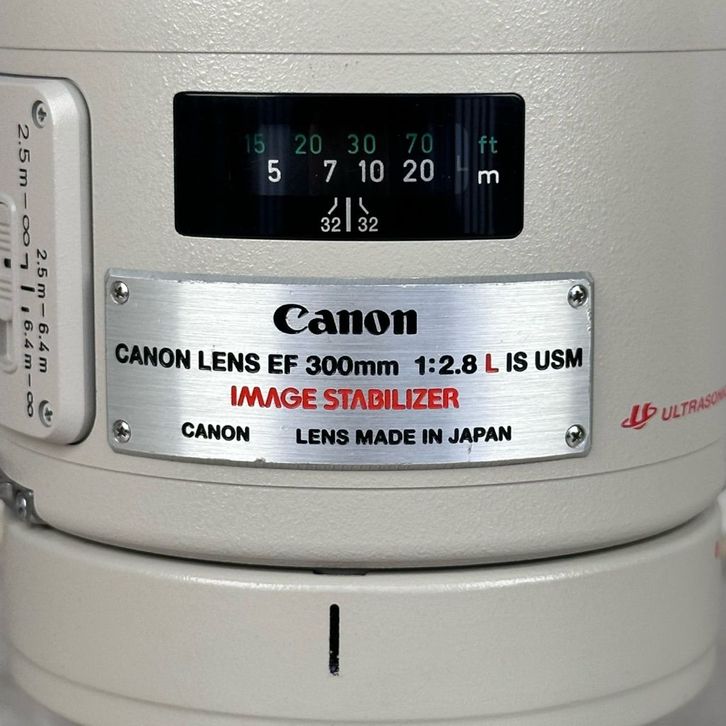 15 20 30 70 ft
5 7 10 20 m
32 32
Canon
CANON LENS EF 300mm 1:2.8 L IS USM
IMAGE STABILIZER
CANON LENS MADE IN JAPAN
2.5m-∞
2.5m-6.4m
6.4m-∞